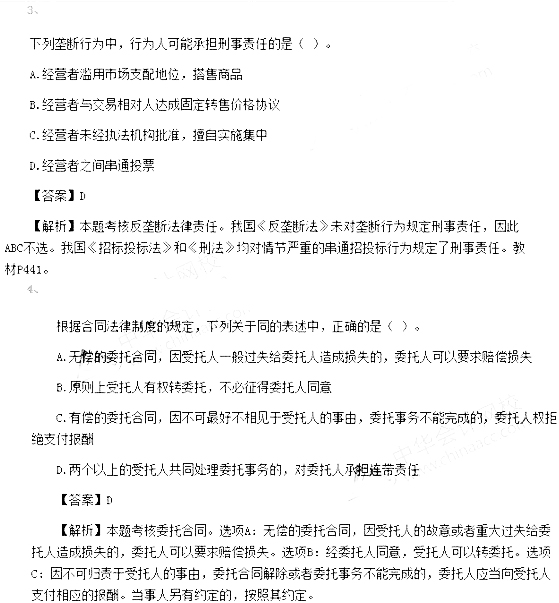 3、
下列垄断行为中，行为人可能承担刑事责任的是（ ）。
A.经营者滥用市场支配地位，搭售商品
B.经营者与交易相对人达成固定转售价格协议
C.经营者未经执法机构批准，擅自实施集中
D.经营者之间串通投票
【答案】D
【解析】本题考核反垄断法律责任。我国《反垄断法》未对垄断行为规定刑事责任，因此
ABC不选。我国《招标投标法》和《刑法》均对情节严重的串通招投标行为规定了刑事责任。教
材P441。
4、
根据合同法律制度的规定，下列关于同的表述中，正确的是（ ）。
A.无偿的委托合同，因受托人一般过失给委托人造成损失的，委托人可以要求赔偿损失
B.原则上受托人有权转委托，不必征得委托人同意
C.有偿的委托合同，因不可最好不相见于受托人的事由，委托事务不能完成的，委托人权拒
绝支付报酬
D.两个以上的受托人共同处理委托事务的，对委托人承担连带责任
【答案】D
【解析】本题考核委托合同。选项A：无偿的委托合同，因受托人的故意或者重大过失给委
托人造成损失的，委托人可以要求赔偿损失。选项B：经委托人同意，受托人可以转委托。选项
C：因不可归责于受托人的事由，委托合同解除或者委托事务不能完成的，委托人应当向受托人
支付相应的报酬。当事人另有约定的，按照其约定。